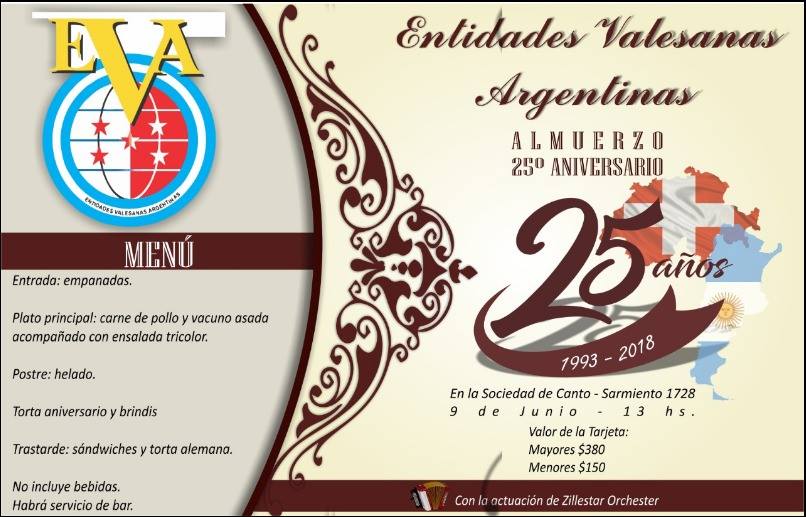 EVA
ENTIDADES VALESANAS ARGENTINAS
MENÚ
Entrada: empanadas.
Plato principal: carne de pollo y vacuno asada
acompañado con ensalada tricolor.
Postre: helado.
Torta aniversario y brindis
Trastarde: sándwiches y torta alemana.
No incluye bebidas.
Habrá servicio de bar.
Entidades Valesanas
Argentinas
ALMUERZO
25º ANIVERSARIO
25 años
1993 - 2018
En la Sociedad de Canto - Sarmiento 1728
9 de Junio - 13 hs.
Valor de la Tarjeta:
Mayores $380
Menores $150
Con la actuación de Zillestar Orchester